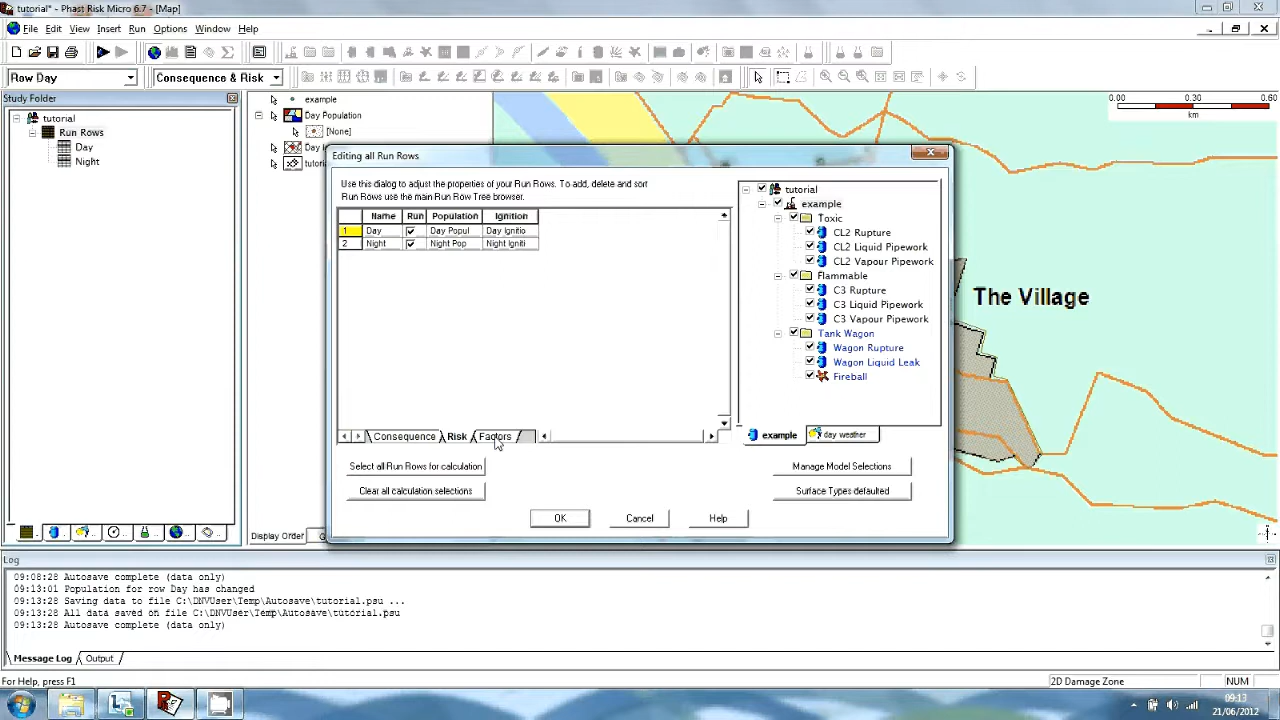 tutorial* - Phast Risk Micro 6.7 - [Map]
File Edit View Insert Run Options Window Help
Row Day
Consequence & Risk
Study Folder
tutorial
Run Rows
Day
Night
example
Day Population
[None]
Day I
tutori
0.00 0.30 0.60
km
The Village
Editing all Run Rows
Use this dialog to adjust the properties of your Run Rows. To add, delete and sort
Run Rows use the main Run Row Tree browser.
Name Run Population Ignition
1 Day Day Popul Day Ignitio
2 Night Night Pop Night Igniti
Consequence Risk Factors
Select all Run Rows for calculation
Clear all calculation selections
tutorial
example
Toxic
CL2 Rupture
CL2 Liquid Pipework
CL2 Vapour Pipework
Flammable
C3 Rupture
C3 Liquid Pipework
C3 Vapour Pipework
Tank Wagon
Wagon Rupture
Wagon Liquid Leak
Fireball
example day weather
Manage Model Selections
Surface Types defaulted
OK Cancel Help
Display Order
Log
09:08:28 Autosave complete (data only)
09:13:01 Population for row Day has changed
09:13:28 Saving data to file C:\DNVUser\Temp\Autosave\tutorial.psu ...
09:13:28 All data saved on file C:\DNVUser\Temp\Autosave\tutorial.psu
09:13:28 Autosave complete (data only)
Message Log Output
For Help, press F1
2D Damage Zone NUM
09:13
21/06/2012